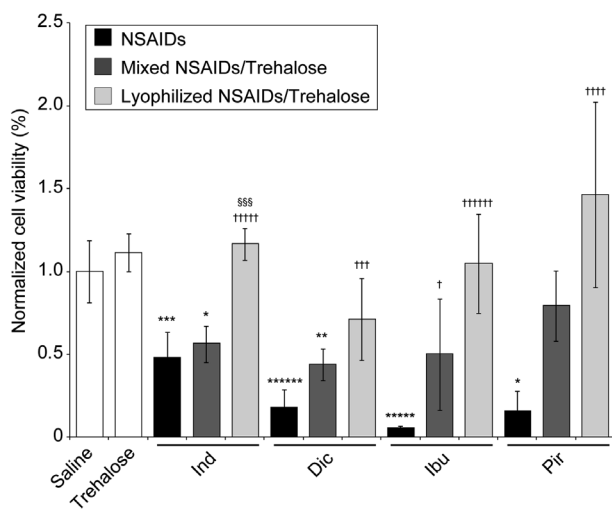 2.5
2.0
1.5
1.0
0.5
0
Normalized cell viability (%)
NSAIDs
Mixed NSAIDs/Trehalose
Lyophilized NSAIDs/Trehalose
***
*
§§§
†††††
******
**
†††
*****
†
††††††
*
††††
Saline
Trehalose
Ind
Dic
Ibu
Pir